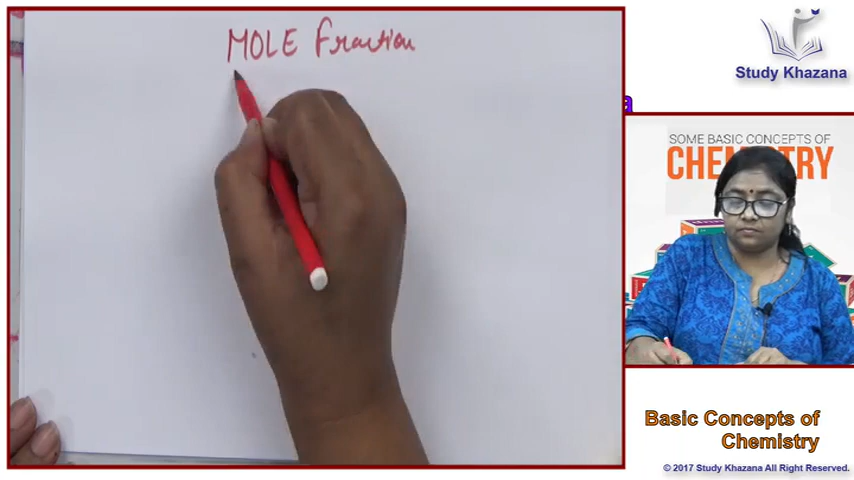 MOLE Fraction
Study Khazana
a
SOME BASIC CONCEPTS OF
CHEMISTRY
Basic Concepts of
Chemistry
© 2017 Study Khazana All Right Reserved.